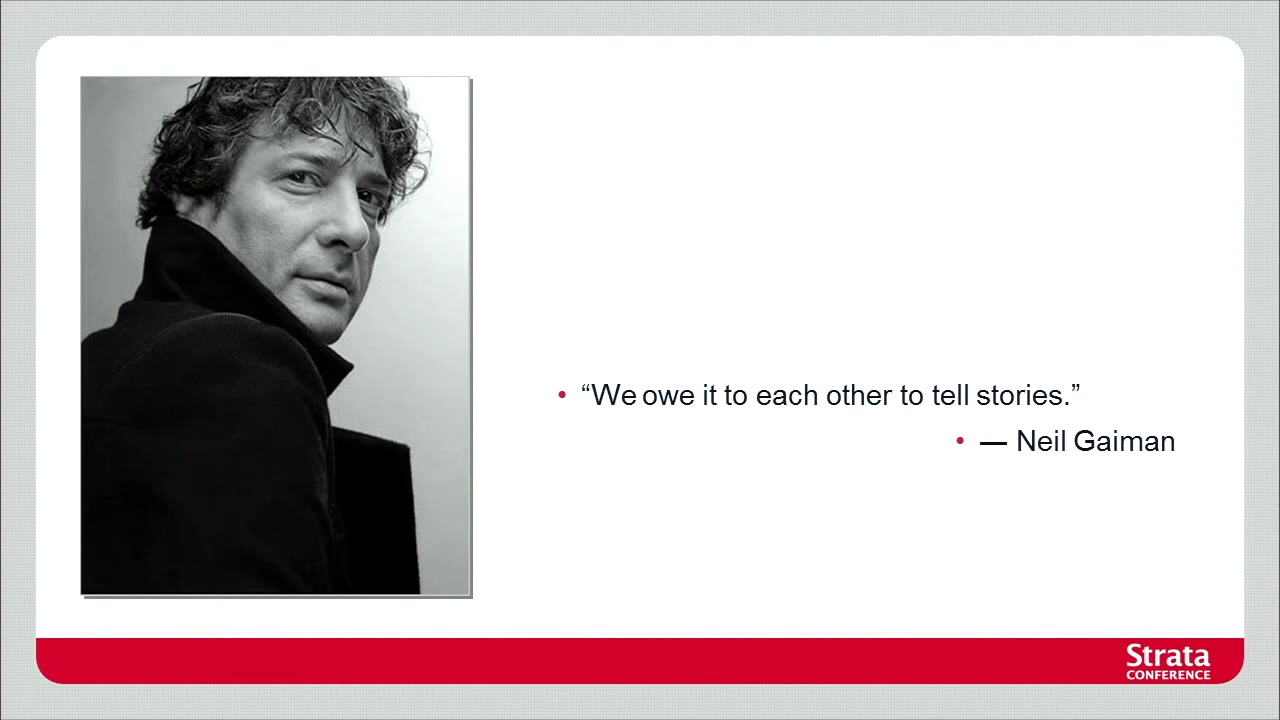 • “We owe it to each other to tell stories.”
• — Neil Gaiman
Strata
CONFERENCE